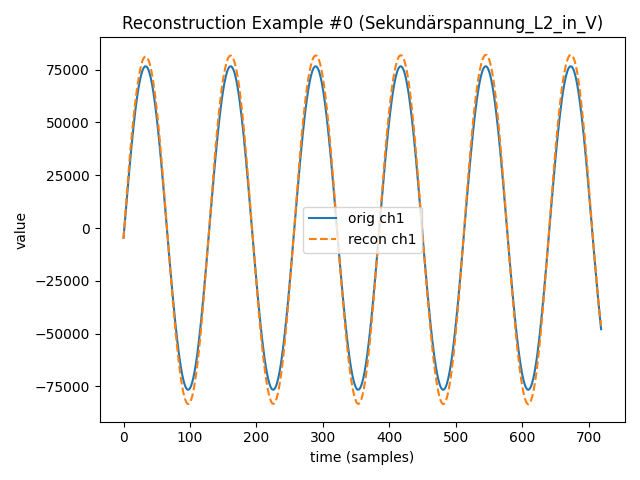 Reconstruction Example #0 (Sekundärspannung_L2_in_V)
value
75000
50000
25000
0
−25000
−50000
−75000
orig ch1
recon ch1
0 100 200 300 400 500 600 700
time (samples)